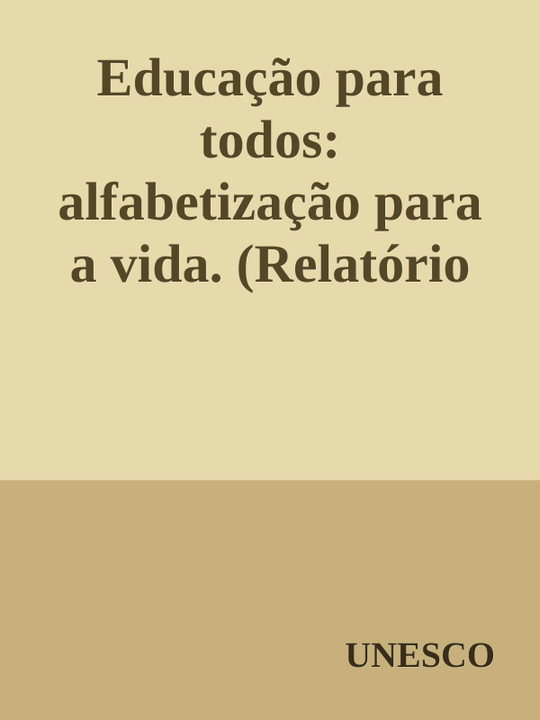 Educação para
todos:
alfabetização para
a vida. (Relatório
UNESCO